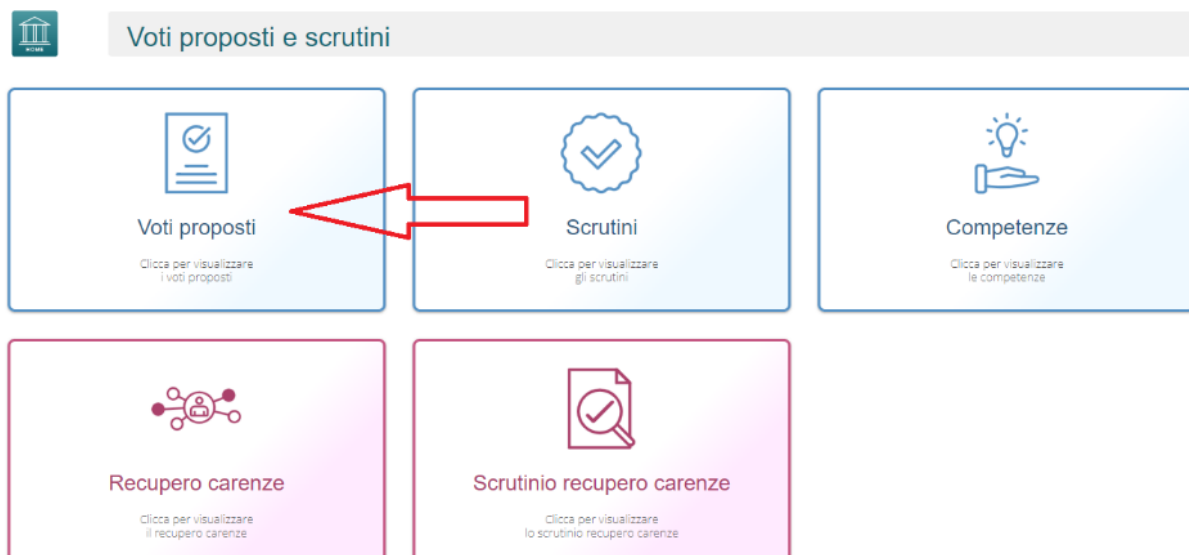 HOME
Voti proposti e scrutini
Voti proposti
Clicca per visualizzare
i voti proposti
Scrutini
Clicca per visualizzare
gli scrutini
Competenze
Clicca per visualizzare
le competenze
Recupero carenze
Clicca per visualizzare
il recupero carenze
Scrutinio recupero carenze
Clicca per visualizzare
lo scrutinio recupero carenze